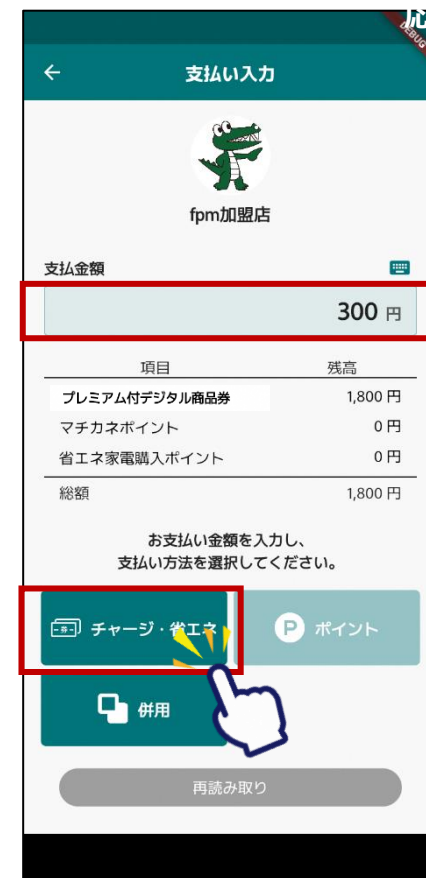 応
DEBUG
支払い入力
fpm加盟店
支払金額
300 円
項目 残高
プレミアム付デジタル商品券 1,800 円
マチカネポイント 0 円
省エネ家電購入ポイント 0 円
総額 1,800 円
お支払い金額を入力し、
支払い方法を選択してください。
チャージ・省エネ
P ポイント
併用
再読み取り